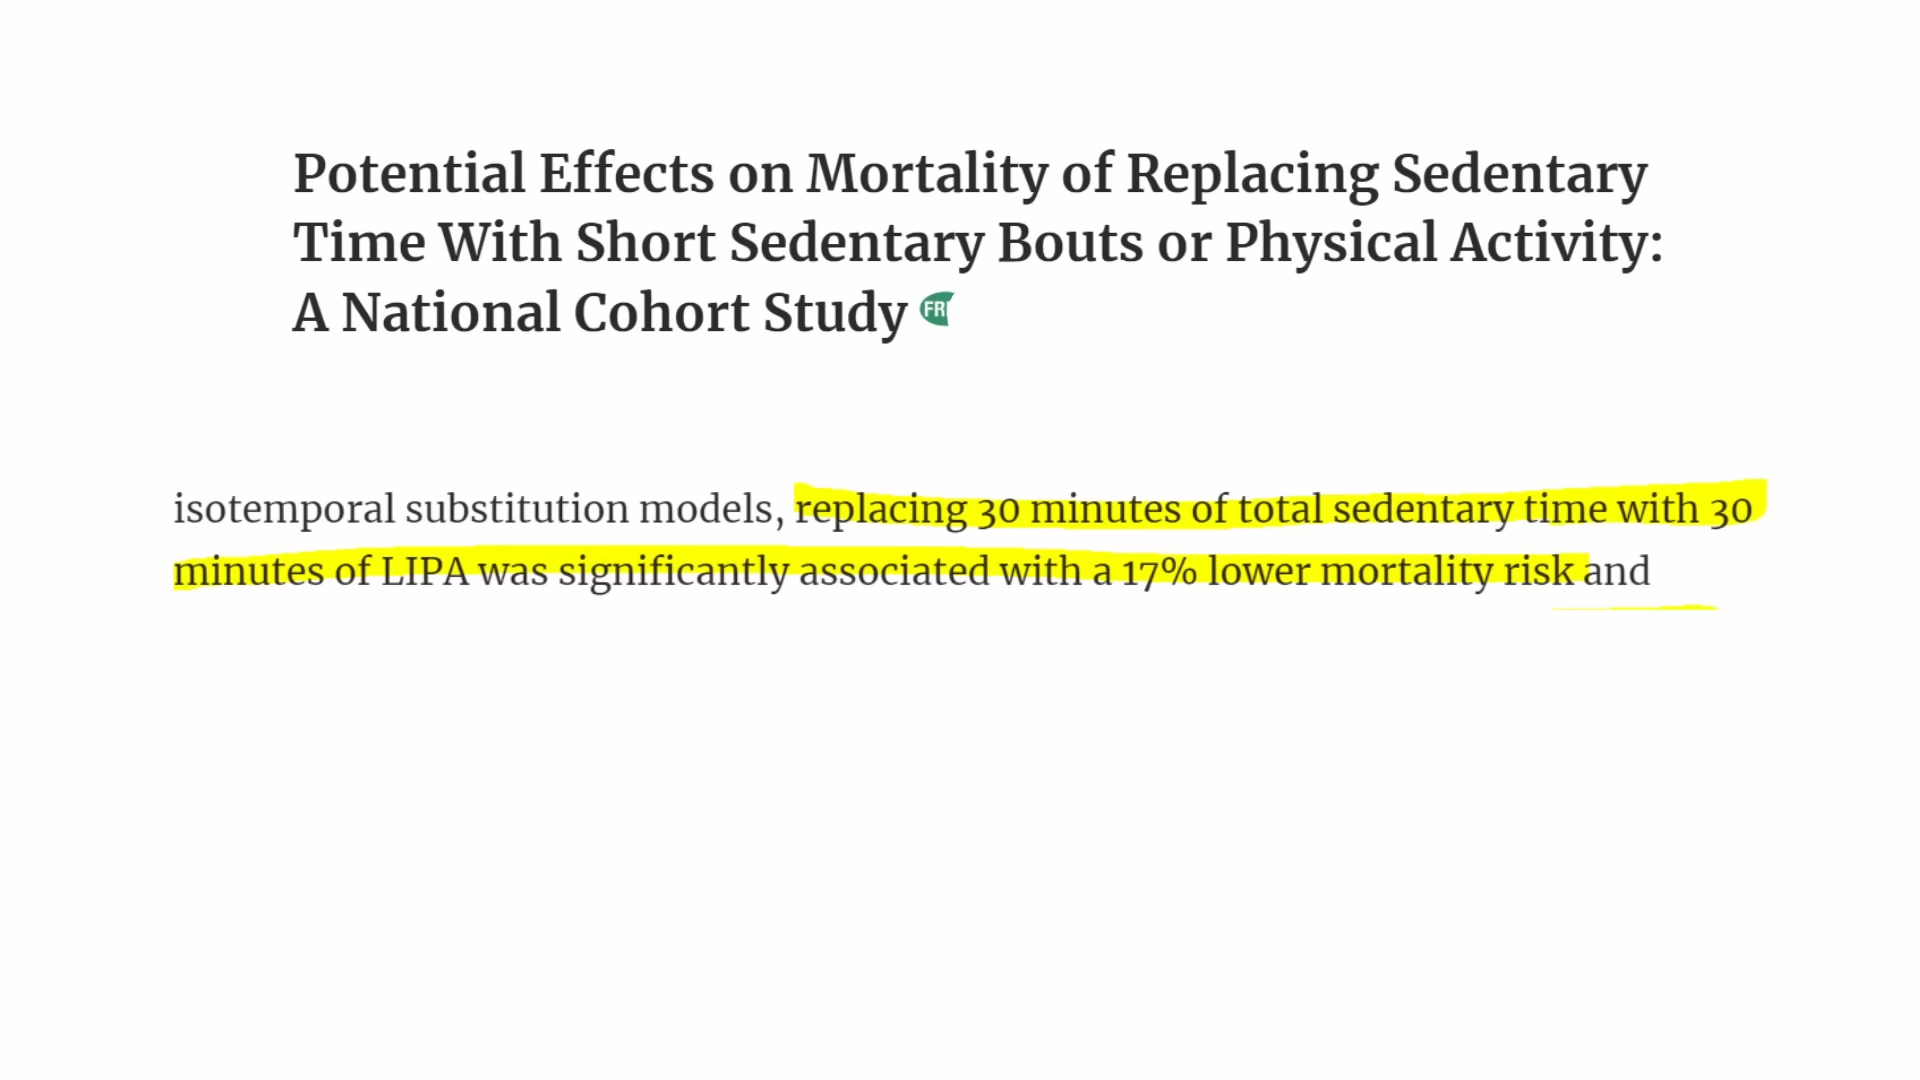 Potential Effects on Mortality of Replacing Sedentary
Time With Short Sedentary Bouts or Physical Activity:
A National Cohort Study
isotemporal substitution models, replacing 30 minutes of total sedentary time with 30
minutes of LIPA was significantly associated with a 17% lower mortality risk and